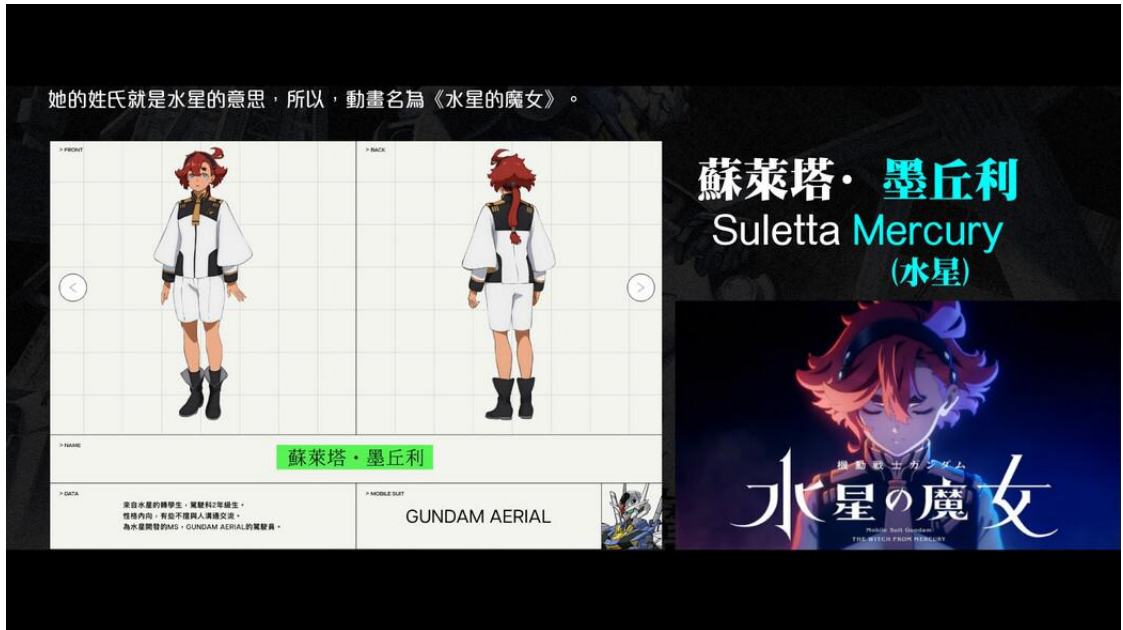 她的姓氏就是水星的意思，所以，動畫名為《水星的魔女》。
> FRONT
> BACK
< >
> NAME
蘇萊塔・墨丘利
> DATA
來自水星的轉學生，駕駛科2年級生。
性格內向，有些不擅與人溝通交流。
為水星開發的MS，GUNDAM AERIAL的駕駛員。
> MOBILE SUIT
GUNDAM AERIAL
蘇萊塔・墨丘利
Suletta Mercury
(水星)
機動戦士ガンダム
水星の魔女
Mobile Suit Gundam
THE WITCH FROM MERCURY